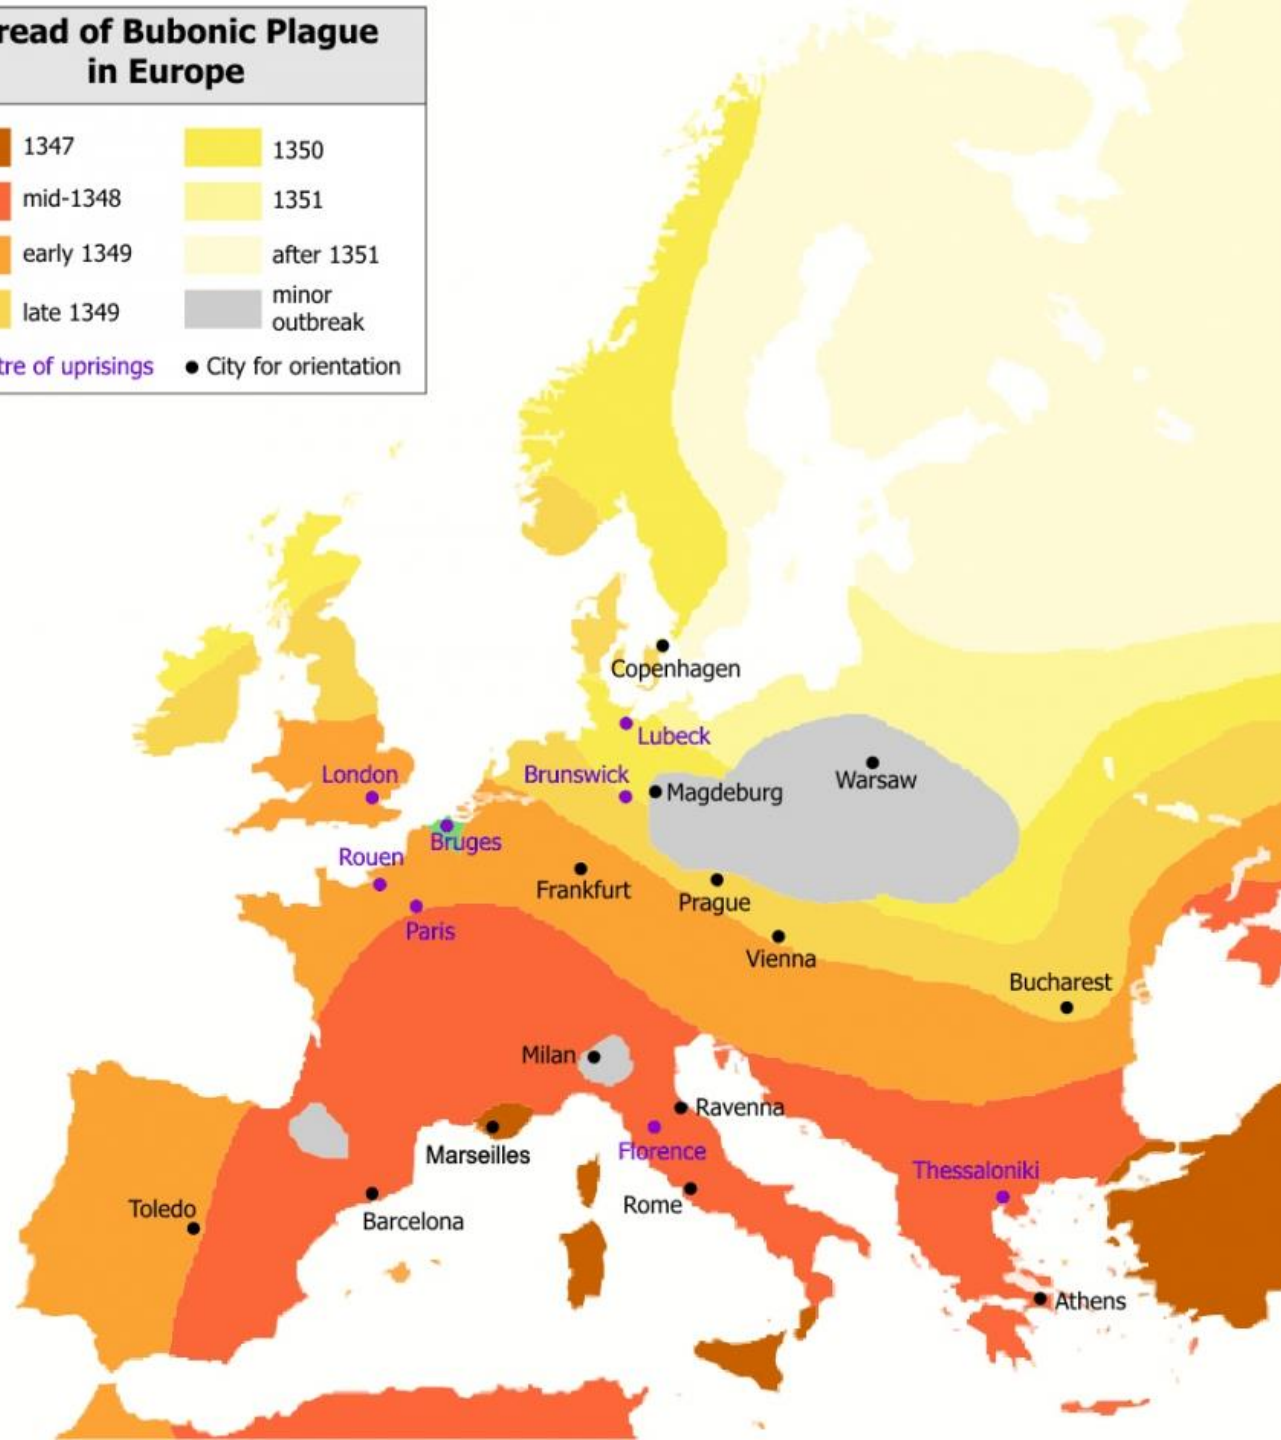 read of Bubonic Plague
in Europe
1347
1350
mid-1348
1351
early 1349
after 1351
late 1349
minor
outbreak
tre of uprisings
City for orientation
Copenhagen
Lubeck
London
Brunswick
Magdeburg
Warsaw
Bruges
Rouen
Frankfurt
Prague
Paris
Vienna
Bucharest
Milan
Ravenna
Marseilles
Florence
Thessaloniki
Toledo
Barcelona
Rome
Athens